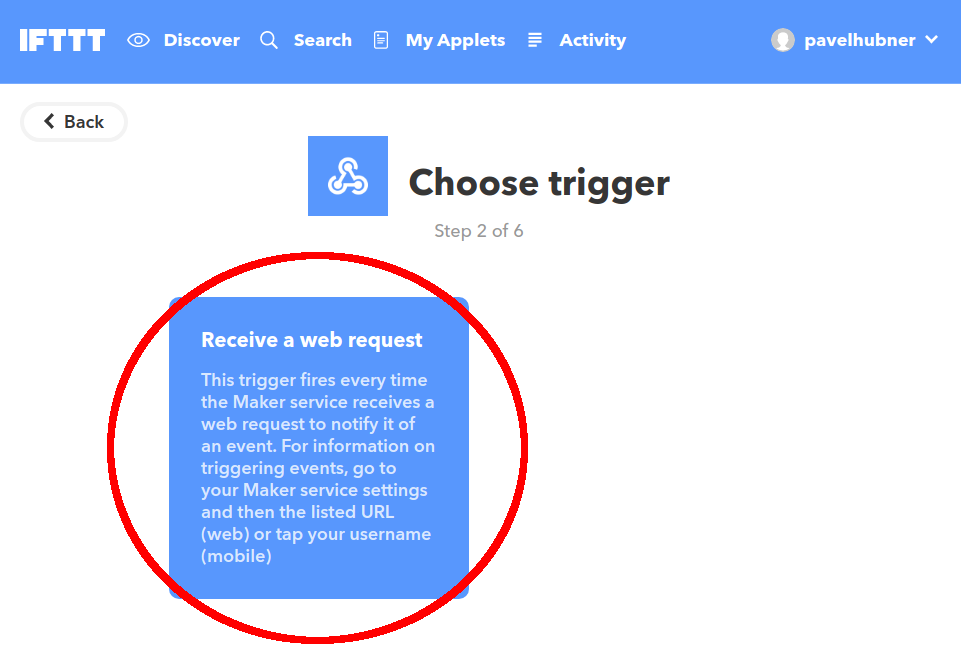 IFTTT Discover Search My Applets Activity pavelhubner
Back
Choose trigger
Step 2 of 6
Receive a web request
This trigger fires every time
the Maker service receives a
web request to notify it of
an event. For information on
triggering events, go to
your Maker service settings
and then the listed URL
(web) or tap your username
(mobile)